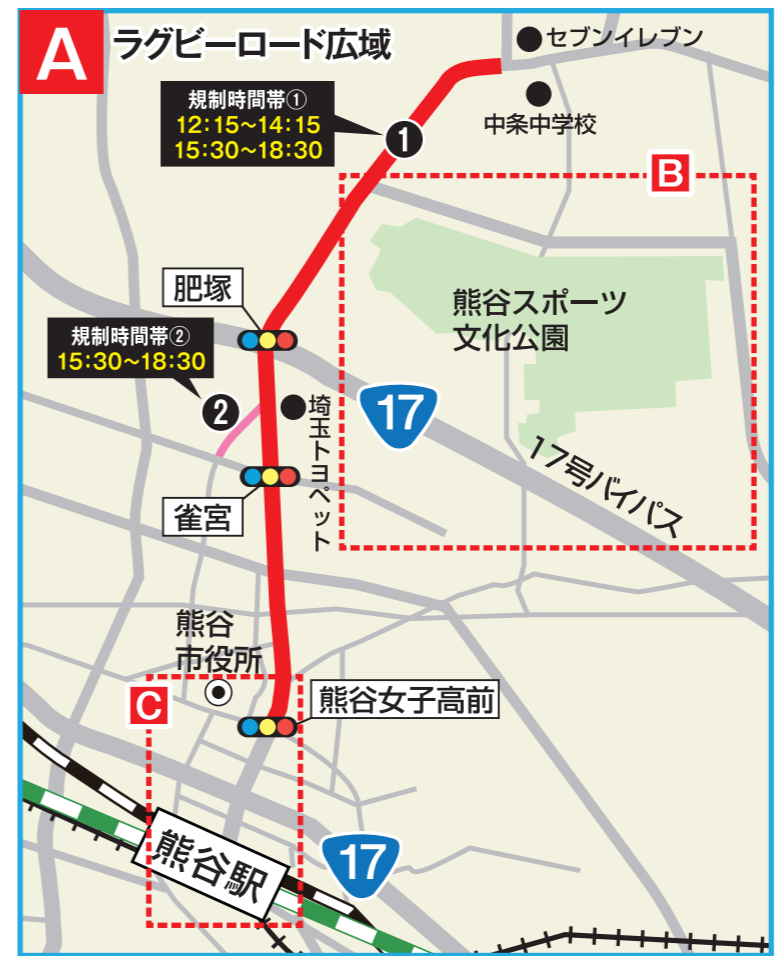 A
ラグビーロード広域
セブンイレブン
中条中学校
規制時間帯①
12:15～14:15
15:30～18:30
❶
B
熊谷スポーツ
文化公園
肥塚
規制時間帯②
15:30～18:30
❷
埼玉トヨペット
17
17号バイパス
雀宮
熊谷
市役所
C
熊谷女子高前
熊谷駅
17